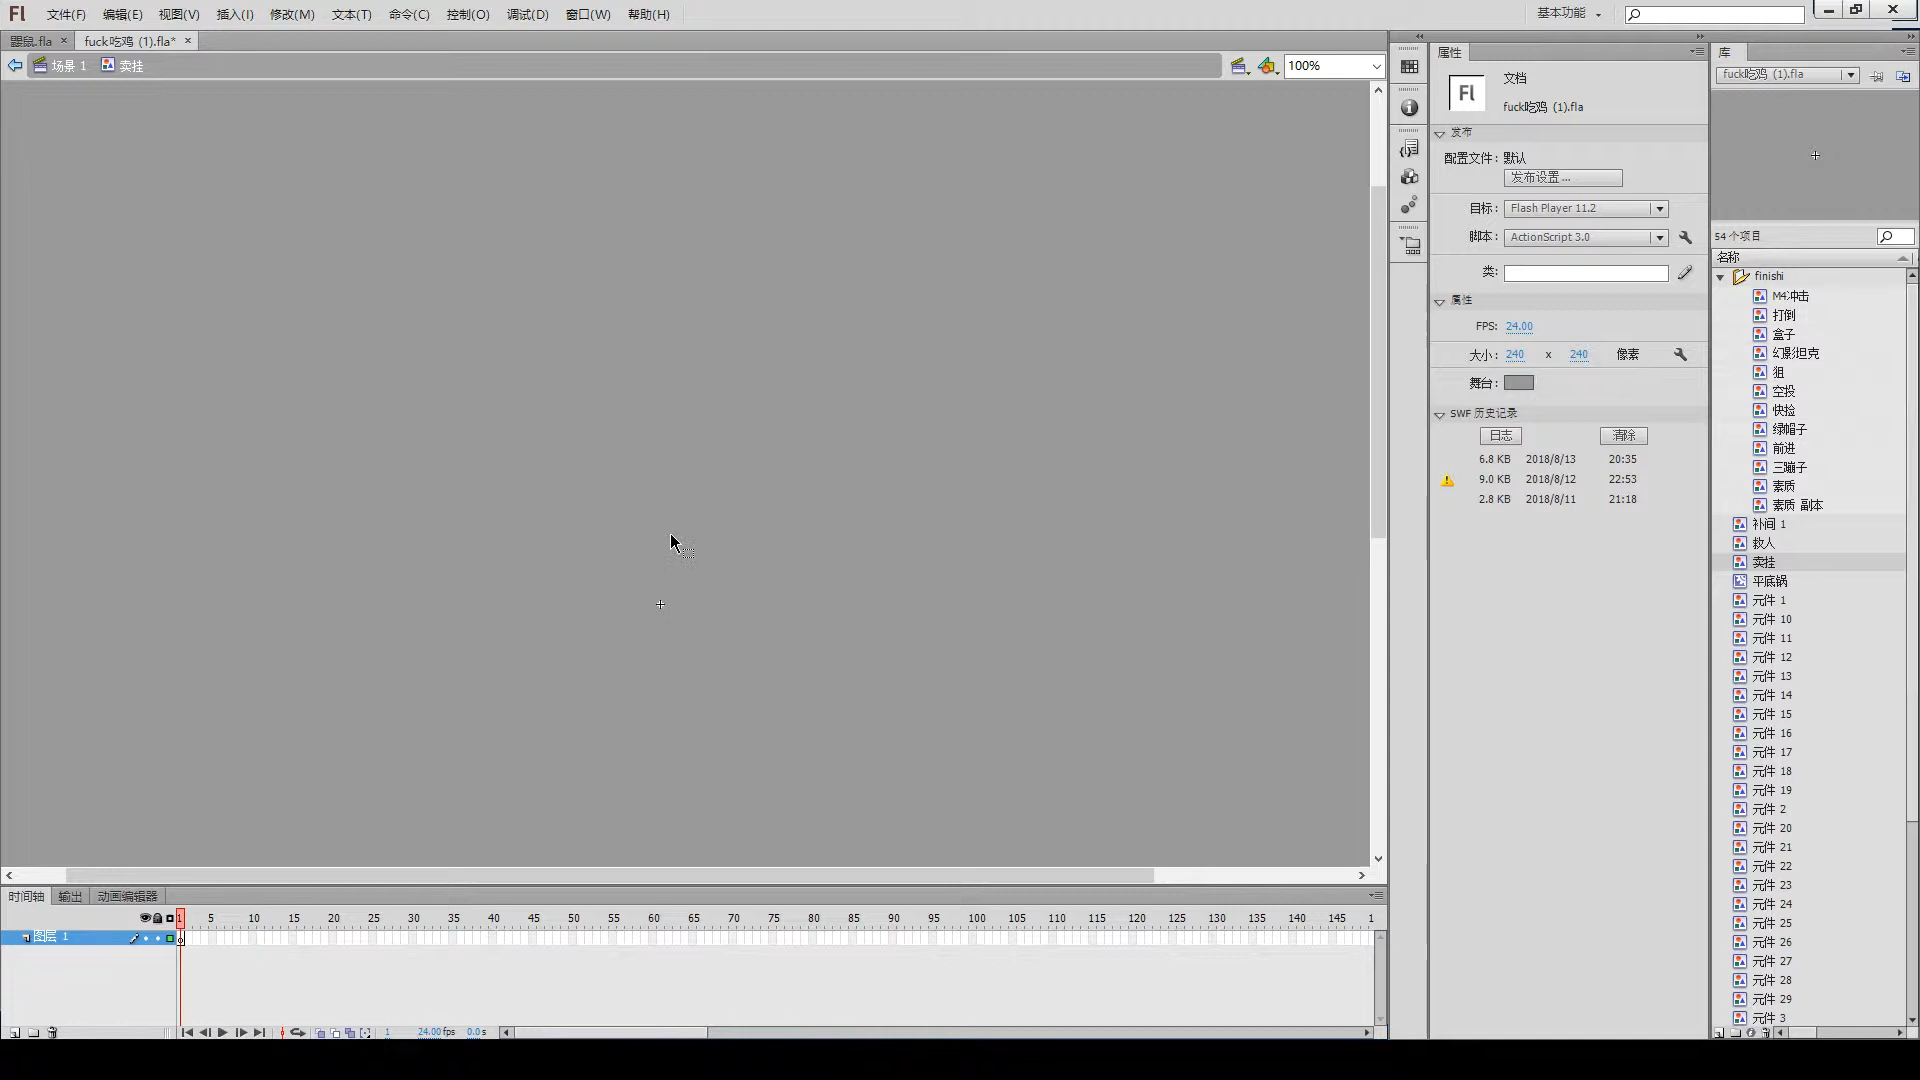 Fl 文件(F) 编辑(E) 视图(V) 插入(I) 修改(M) 文本(T) 命令(C) 控制(O) 调试(D) 窗口(W) 帮助(H) 基本功能
鼹鼠.fla × fuck吃鸡 (1).fla* ×
场景 1 卖挂 100%
属性
Fl 文档
fuck吃鸡 (1).fla
发布
配置文件: 默认
发布设置...
目标: Flash Player 11.2
脚本: ActionScript 3.0
类:
属性
FPS: 24.00
大小: 240 x 240 像素
舞台:
SWF 历史记录
日志 清除
6.8 KB 2018/8/13 20:35
9.0 KB 2018/8/12 22:53
2.8 KB 2018/8/11 21:18
库
fuck吃鸡 (1).fla
54 个项目
名称
finishi
M4冲击
打倒
盒子
幻影坦克
狙
空投
快捡
绿帽子
前进
三蹦子
素质
素质 副本
补间 1
救人
卖挂
平底锅
元件 1
元件 10
元件 11
元件 12
元件 13
元件 14
元件 15
元件 16
元件 17
元件 18
元件 19
元件 2
元件 20
元件 21
元件 22
元件 23
元件 24
元件 25
元件 26
元件 27
元件 28
元件 29
元件 3
时间轴 输出 动画编辑器
1 5 10 15 20 25 30 35 40 45 50 55 60 65 70 75 80 85 90 95 100 105 110 115 120 125 130 135 140 145 1
图层 1
1 24.00 fps 0.0 s